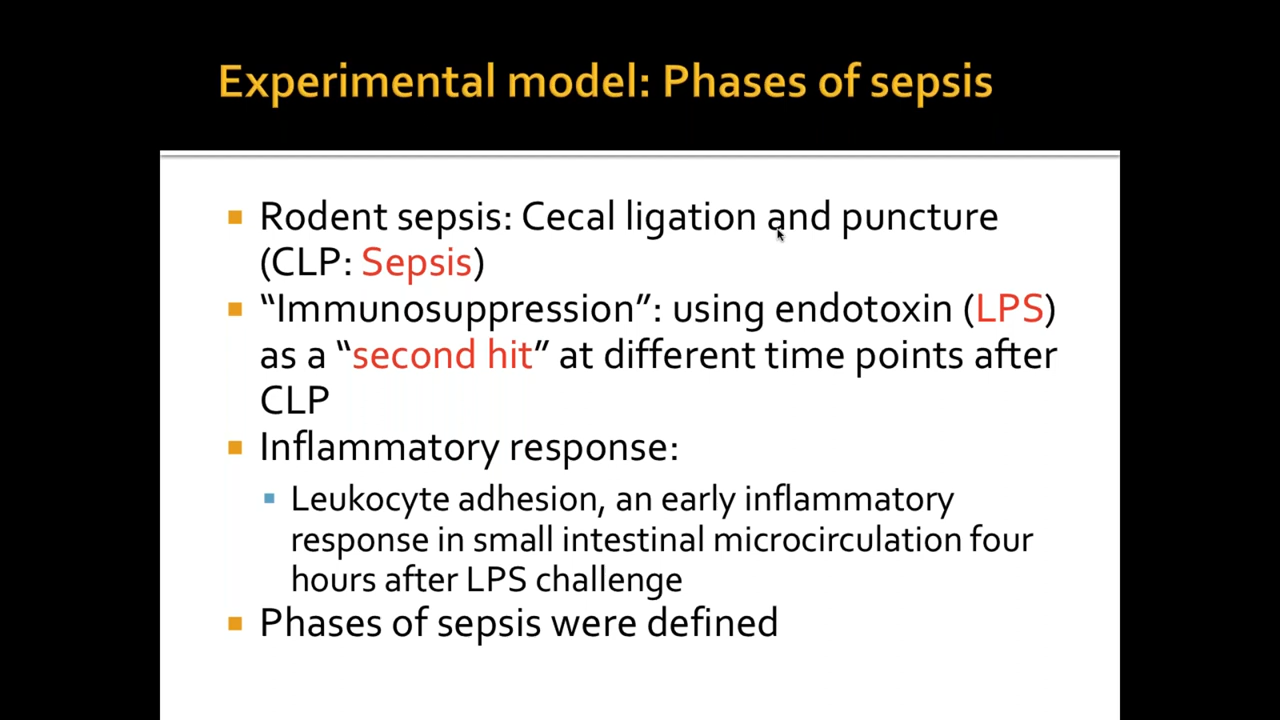 Experimental model: Phases of sepsis
Rodent sepsis: Cecal ligation and puncture
(CLP: Sepsis)
“Immunosuppression”: using endotoxin (LPS)
as a “second hit” at different time points after
CLP
Inflammatory response:
Leukocyte adhesion, an early inflammatory
response in small intestinal microcirculation four
hours after LPS challenge
Phases of sepsis were defined